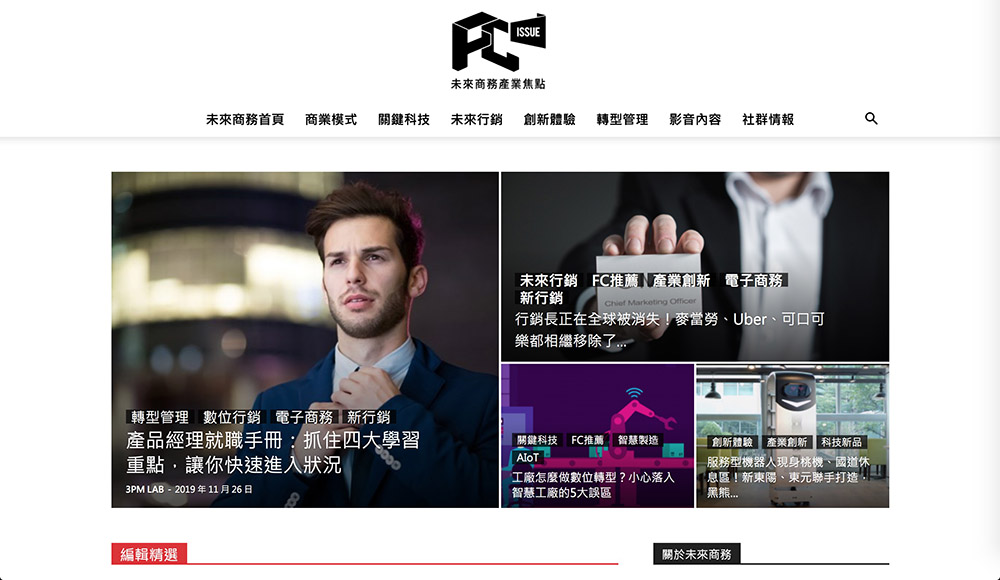 FC
ISSUE
未來商務產業焦點
未來商務首頁 商業模式 關鍵科技 未來行銷 創新體驗 轉型管理 影音內容 社群情報
轉型管理 數位行銷 電子商務 新行銷
產品經理就職手冊：抓住四大學習
重點，讓你快速進入狀況
3PM LAB - 2019 年 11 月 26 日
Chief Marketing Officer
未來行銷 FC推薦 產業創新 電子商務
新行銷
行銷長正在全球被消失！麥當勞、Uber、可口可
樂都相繼移除了...
關鍵科技 FC推薦 智慧製造
AIoT
工廠怎麼做數位轉型？小心落入
智慧工廠的5大誤區
創新體驗 產業創新 科技新品
服務型機器人現身桃機、國道休
息區！新東陽、東元聯手打造，
黑熊...
編輯精選
關於未來商務